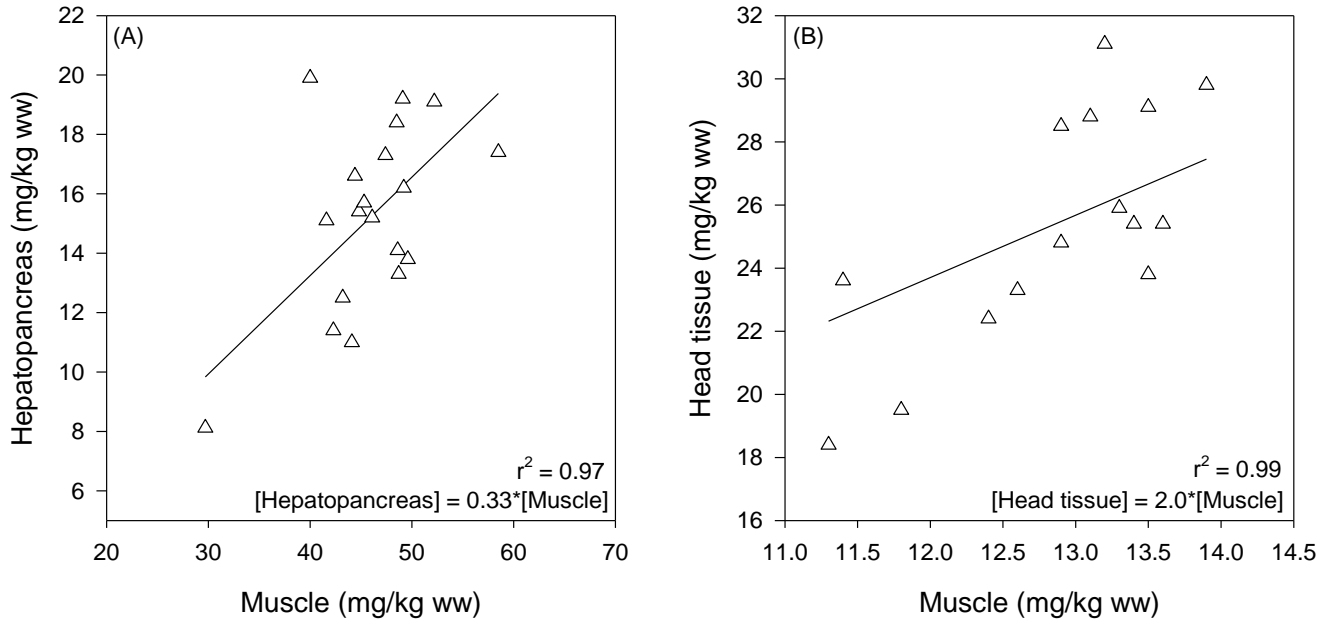 (A)
22
20
18
16
14
12
10
8
6
Hepatopancreas (mg/kg ww)
r² = 0.97
[Hepatopancreas] = 0.33*[Muscle]
20 30 40 50 60 70
Muscle (mg/kg ww)
(B)
32
30
28
26
24
22
20
18
16
Head tissue (mg/kg ww)
r² = 0.99
[Head tissue] = 2.0*[Muscle]
11.0 11.5 12.0 12.5 13.0 13.5 14.0 14.5
Muscle (mg/kg ww)